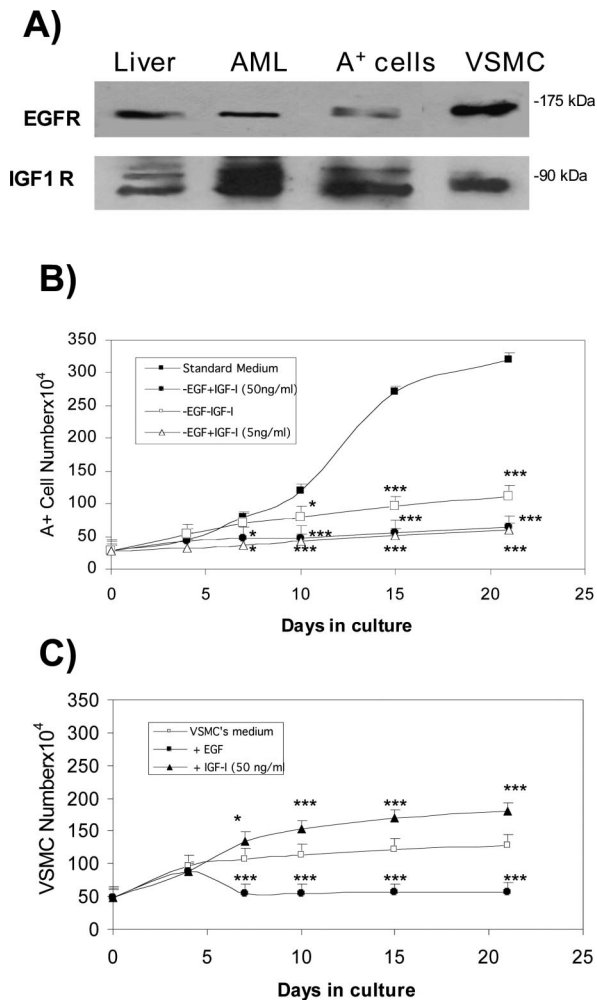 A)
Liver AML A+ cells VSMC
EGFR
-175 kDa
IGF1 R
-90 kDa
B)
A+ Cell Numberx10⁴
350
300
250
200
150
100
50
0
Standard Medium
-EGF+IGF-I (50ng/ml)
-EGF-IGF-I
-EGF+IGF-I (5ng/ml)
*
***
***
*
***
***
***
*
***
***
***
0 5 10 15 20 25
Days in culture
C)
VSMC Numberx10⁴
350
300
250
200
150
100
50
0
VSMC's medium
+ EGF
+ IGF-I (50 ng/ml
*
***
***
***
***
***
***
***
0 5 10 15 20 25
Days in culture